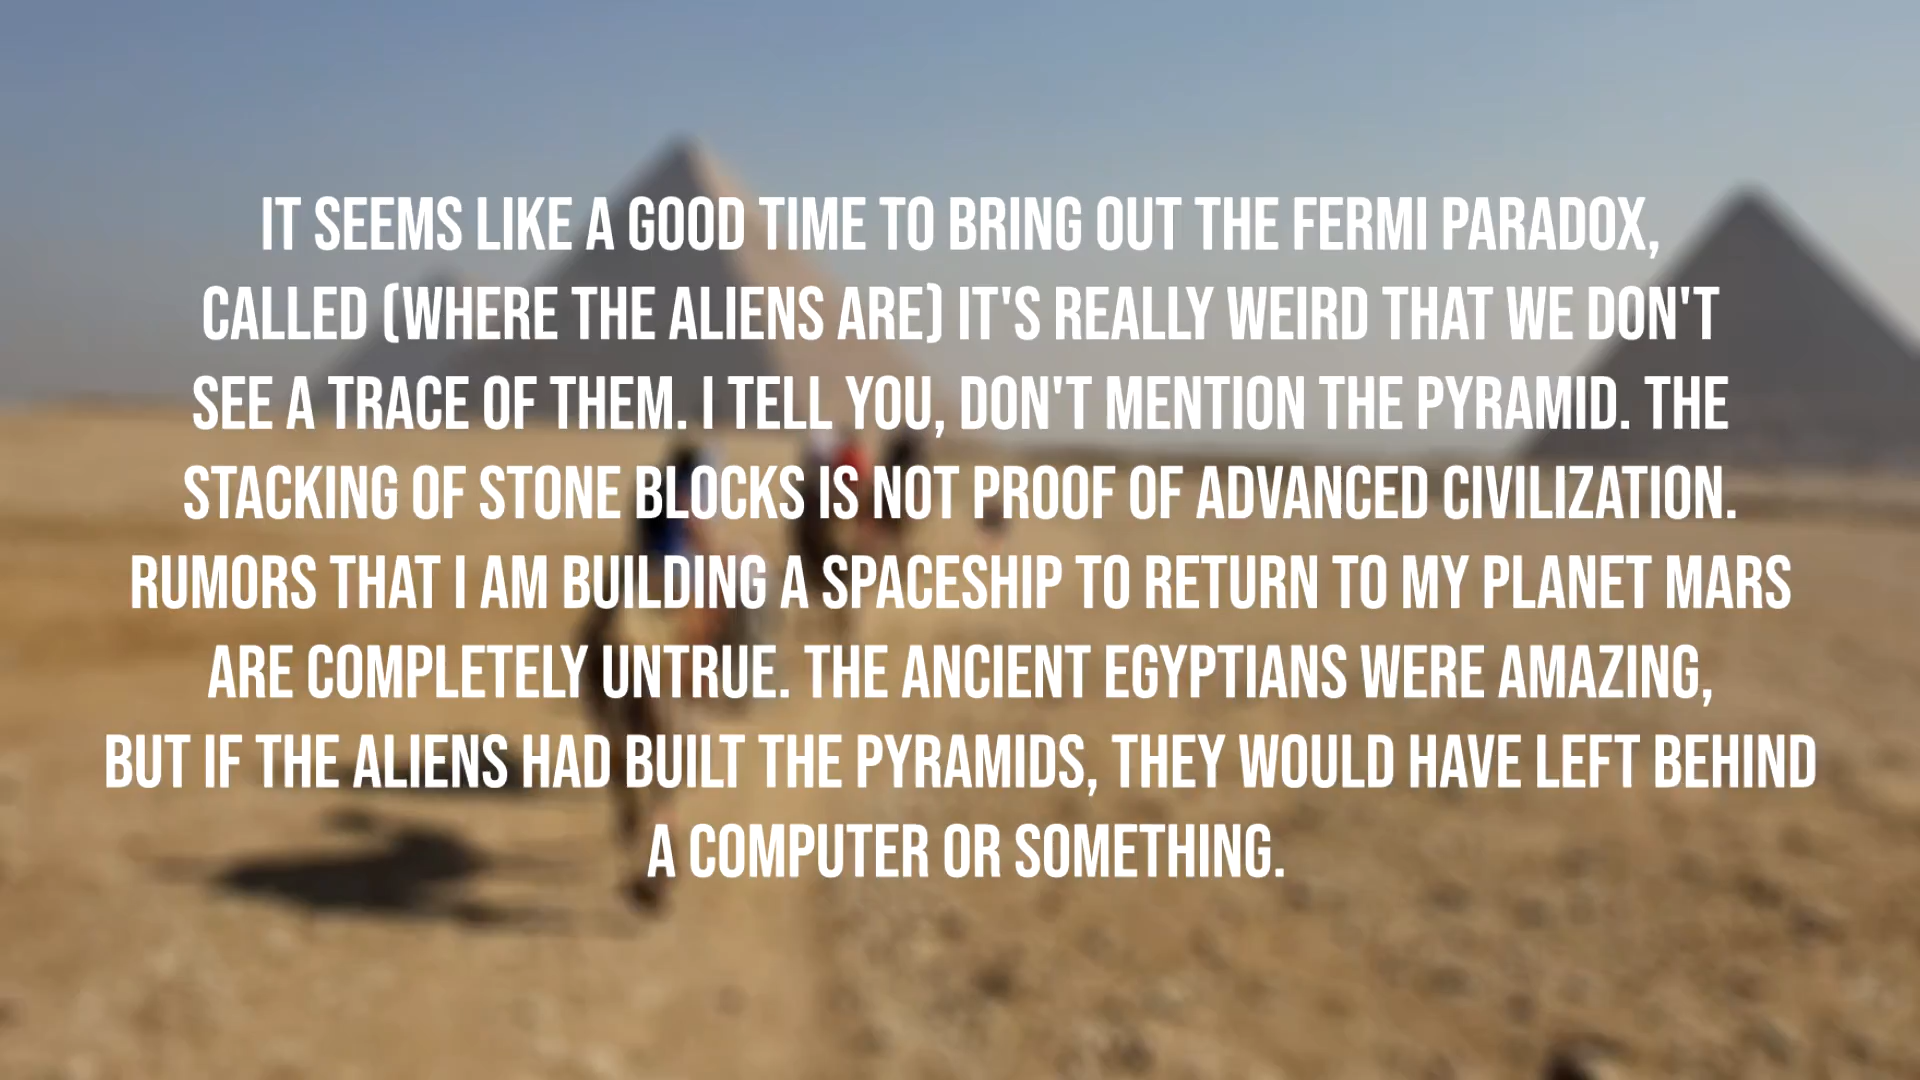 IT SEEMS LIKE A GOOD TIME TO BRING OUT THE FERMI PARADOX,
CALLED (WHERE THE ALIENS ARE) IT'S REALLY WEIRD THAT WE DON'T
SEE A TRACE OF THEM. I TELL YOU, DON'T MENTION THE PYRAMID. THE
STACKING OF STONE BLOCKS IS NOT PROOF OF ADVANCED CIVILIZATION.
RUMORS THAT I AM BUILDING A SPACESHIP TO RETURN TO MY PLANET MARS
ARE COMPLETELY UNTRUE. THE ANCIENT EGYPTIANS WERE AMAZING,
BUT IF THE ALIENS HAD BUILT THE PYRAMIDS, THEY WOULD HAVE LEFT BEHIND
A COMPUTER OR SOMETHING.